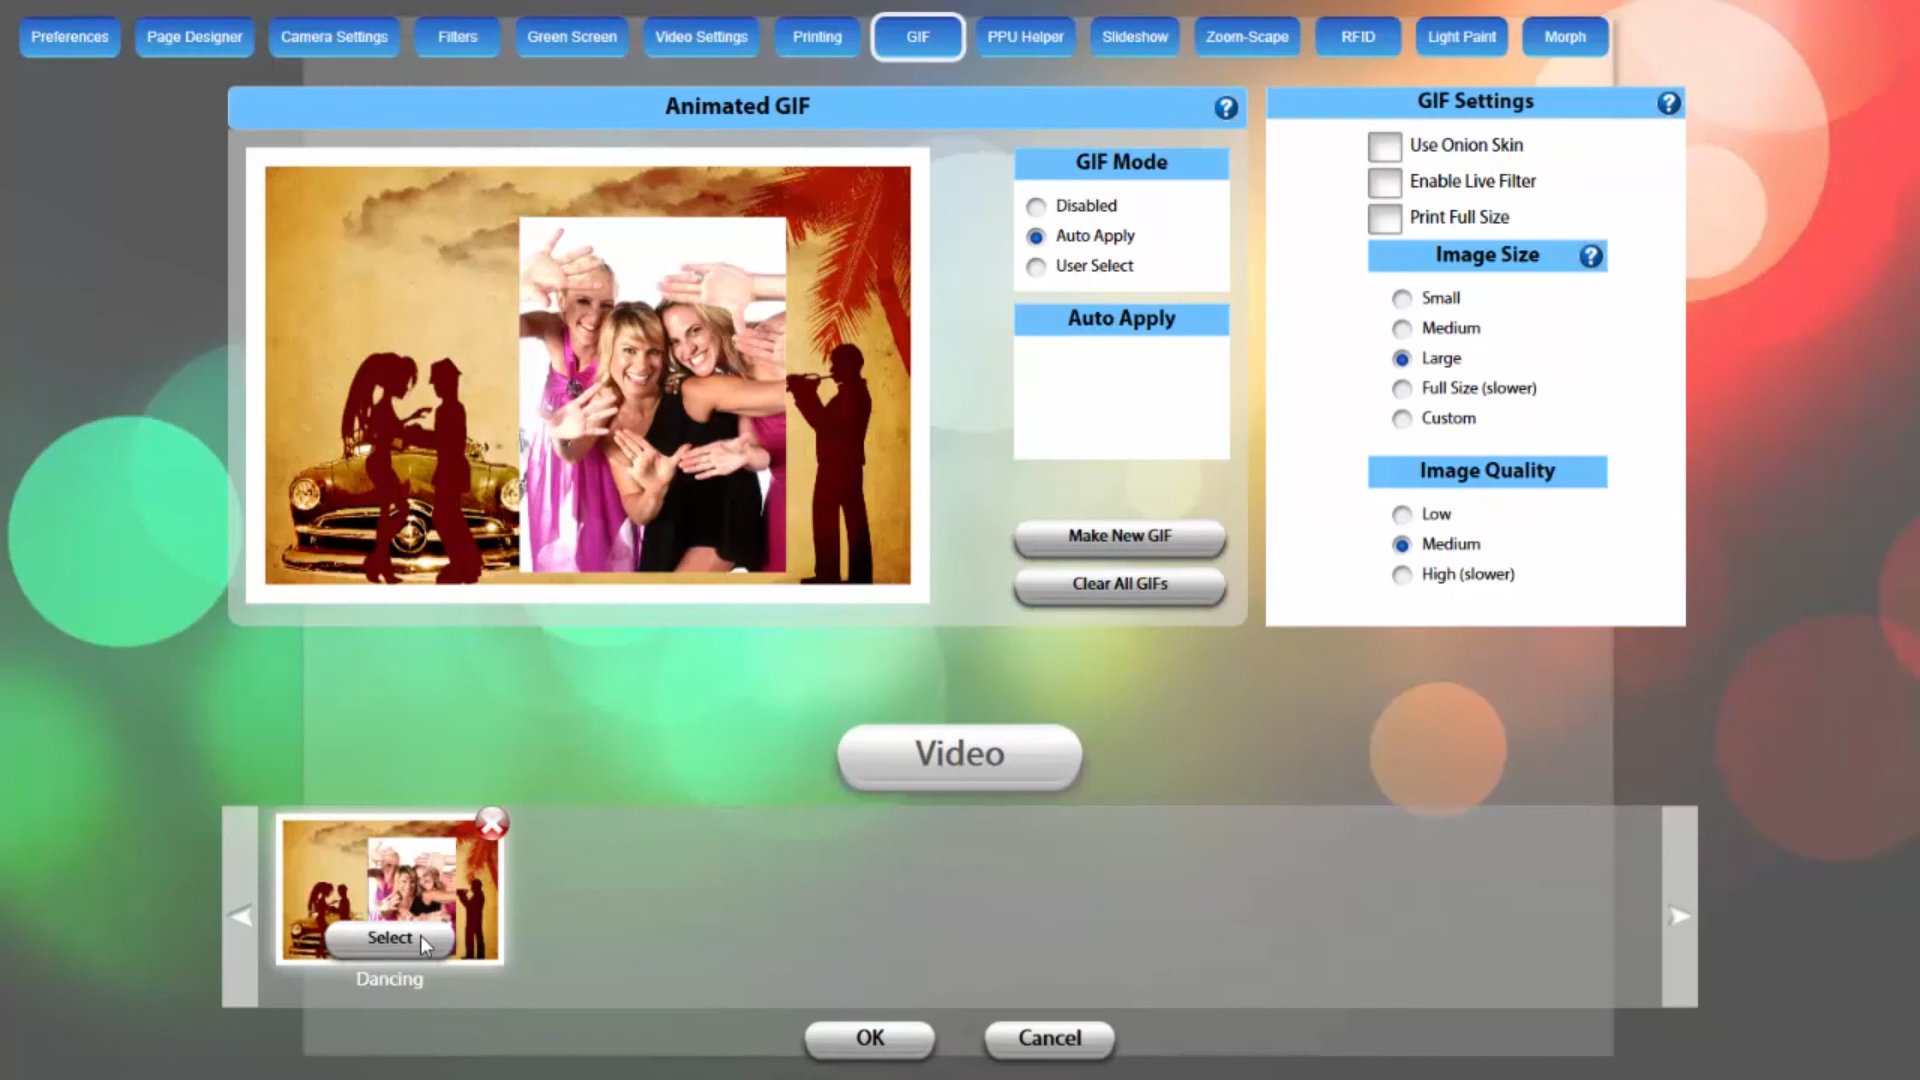 Preferences
Page Designer
Camera Settings
Filters
Green Screen
Video Settings
Printing
GIF
PPU Helper
Slideshow
Zoom-Scape
RFID
Light Paint
Morph
Animated GIF
?
GIF Mode
Disabled
Auto Apply
User Select
Auto Apply
Make New GIF
Clear All GIFs
GIF Settings
?
Use Onion Skin
Enable Live Filter
Print Full Size
Image Size
?
Small
Medium
Large
Full Size (slower)
Custom
Image Quality
Low
Medium
High (slower)
Video
Select
Dancing
OK
Cancel